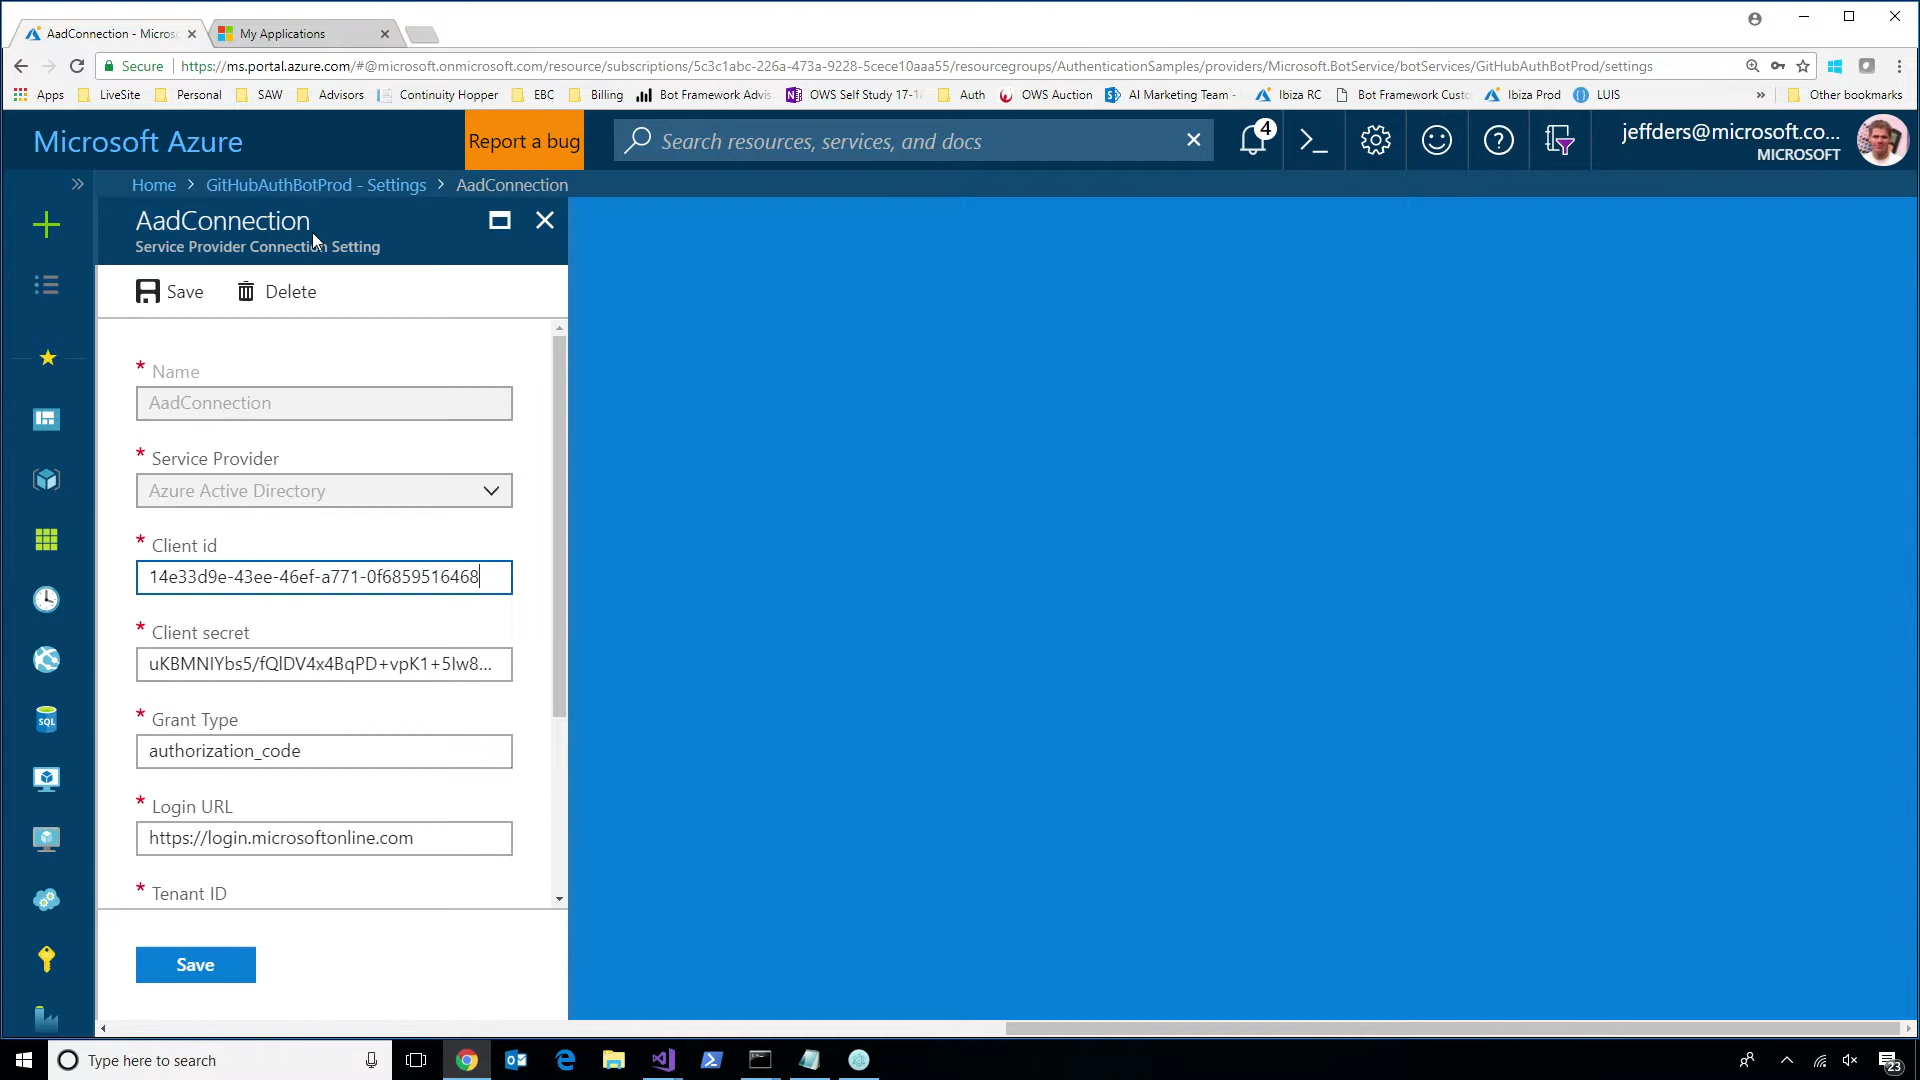 AadConnection - Micros
My Applications
Secure
https://ms.portal.azure.com/#@microsoft.onmicrosoft.com/resource/subscriptions/5c3c1abc-226a-473a-9228-5cece10aaa55/resourcegroups/AuthenticationSamples/providers/Microsoft.BotService/botServices/GitHubAuthBotProd/settings
Apps LiveSite Personal SAW Advisors Continuity Hopper EBC Billing Bot Framework Advis OWS Self Study 17-1 Auth OWS Auction AI Marketing Team - Ibiza RC Bot Framework Custo Ibiza Prod LUIS » Other bookmarks
Microsoft Azure
Report a bug
Search resources, services, and docs
4
jeffders@microsoft.co...
MICROSOFT
Home > GitHubAuthBotProd - Settings > AadConnection
AadConnection
Service Provider Connection Setting
Save Delete
* Name
AadConnection
* Service Provider
Azure Active Directory
* Client id
14e33d9e-43ee-46ef-a771-0f6859516468
* Client secret
uKBMNIYbs5/fQlDV4x4BqPD+vpK1+5Iw8...
* Grant Type
authorization_code
* Login URL
https://login.microsoftonline.com
* Tenant ID
Save
SQL
Type here to search
23